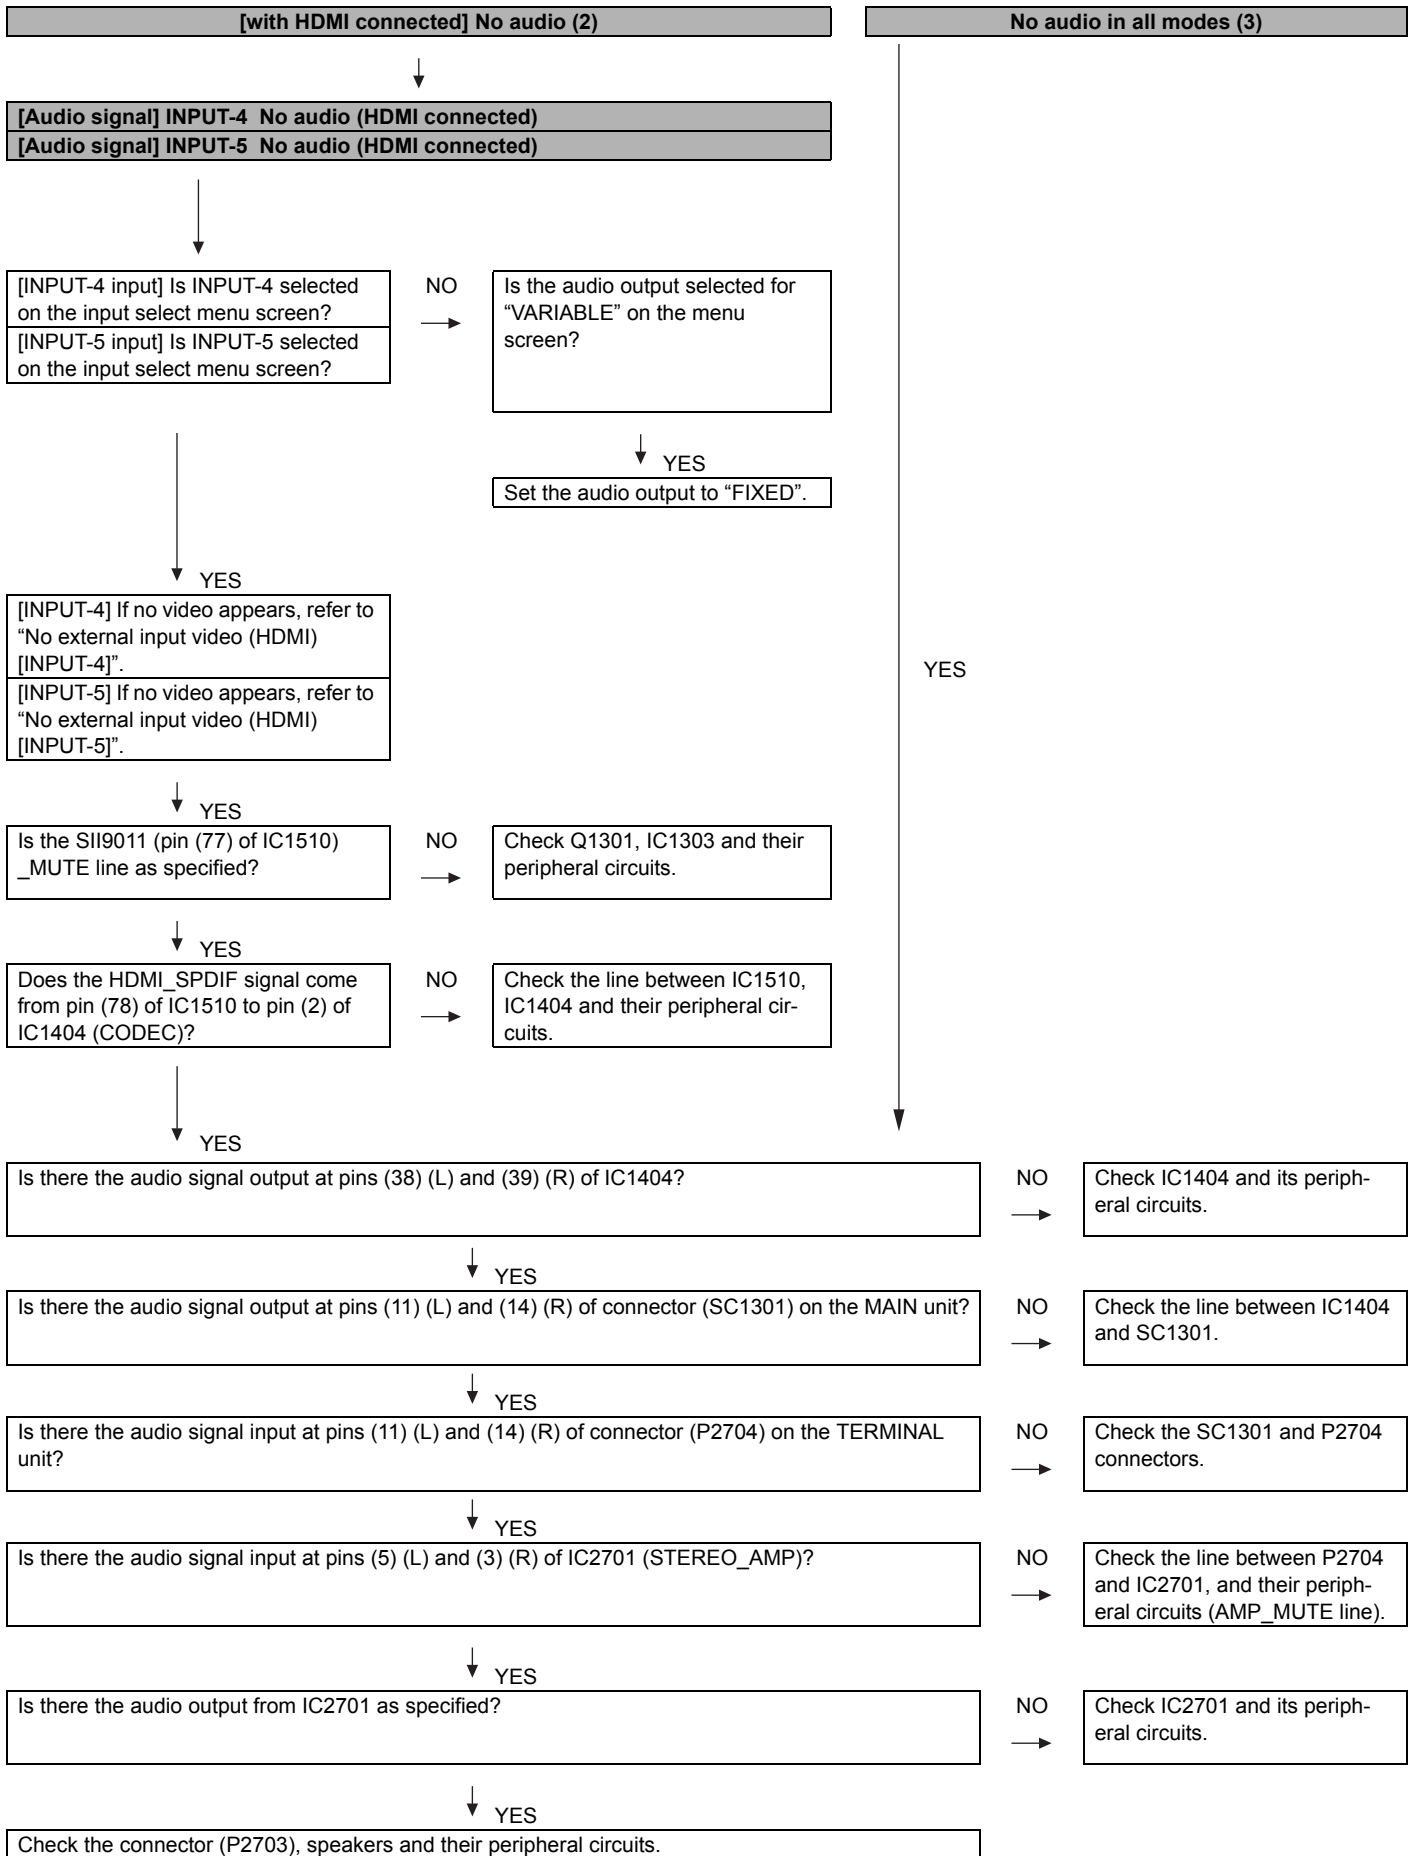 [with HDMI connected] No audio (2)
No audio in all modes (3)
[Audio signal] INPUT-4  No audio (HDMI connected)
[Audio signal] INPUT-5  No audio (HDMI connected)
[INPUT-4 input] Is INPUT-4 selected
on the input select menu screen?
[INPUT-5 input] Is INPUT-5 selected
on the input select menu screen?
NO
Is the audio output selected for
“VARIABLE” on the menu
screen?
YES
Set the audio output to “FIXED”.
YES
[INPUT-4] If no video appears, refer to
“No external input video (HDMI)
[INPUT-4]”.
[INPUT-5] If no video appears, refer to
“No external input video (HDMI)
[INPUT-5]”.
YES
YES
Is the SII9011 (pin (77) of IC1510)
_MUTE line as specified?
NO
Check Q1301, IC1303 and their
peripheral circuits.
YES
Does the HDMI_SPDIF signal come
from pin (78) of IC1510 to pin (2) of
IC1404 (CODEC)?
NO
Check the line between IC1510,
IC1404 and their peripheral cir-
cuits.
YES
Is there the audio signal output at pins (38) (L) and (39) (R) of IC1404?
NO
Check IC1404 and its periph-
eral circuits.
YES
Is there the audio signal output at pins (11) (L) and (14) (R) of connector (SC1301) on the MAIN unit?
NO
Check the line between IC1404
and SC1301.
YES
Is there the audio signal input at pins (11) (L) and (14) (R) of connector (P2704) on the TERMINAL
unit?
NO
Check the SC1301 and P2704
connectors.
YES
Is there the audio signal input at pins (5) (L) and (3) (R) of IC2701 (STEREO_AMP)?
NO
Check the line between P2704
and IC2701, and their periph-
eral circuits (AMP_MUTE line).
YES
Is there the audio output from IC2701 as specified?
NO
Check IC2701 and its periph-
eral circuits.
YES
Check the connector (P2703), speakers and their peripheral circuits.